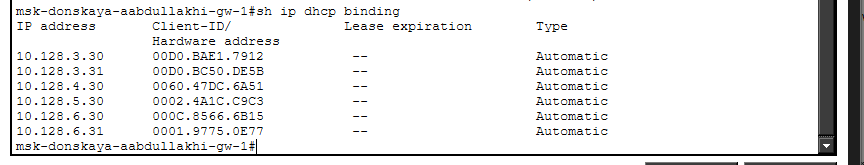 msk-donskaya-aabdullakhi-gw-1#sh ip dhcp binding
IP address Client-ID/ Lease expiration Type
Hardware address
10.128.3.30 00D0.BAE1.7912 -- Automatic
10.128.3.31 00D0.BC50.DE5B -- Automatic
10.128.4.30 0060.47DC.6A51 -- Automatic
10.128.5.30 0002.4A1C.C9C3 -- Automatic
10.128.6.30 000C.8566.6B15 -- Automatic
10.128.6.31 0001.9775.0E77 -- Automatic
msk-donskaya-aabdullakhi-gw-1#